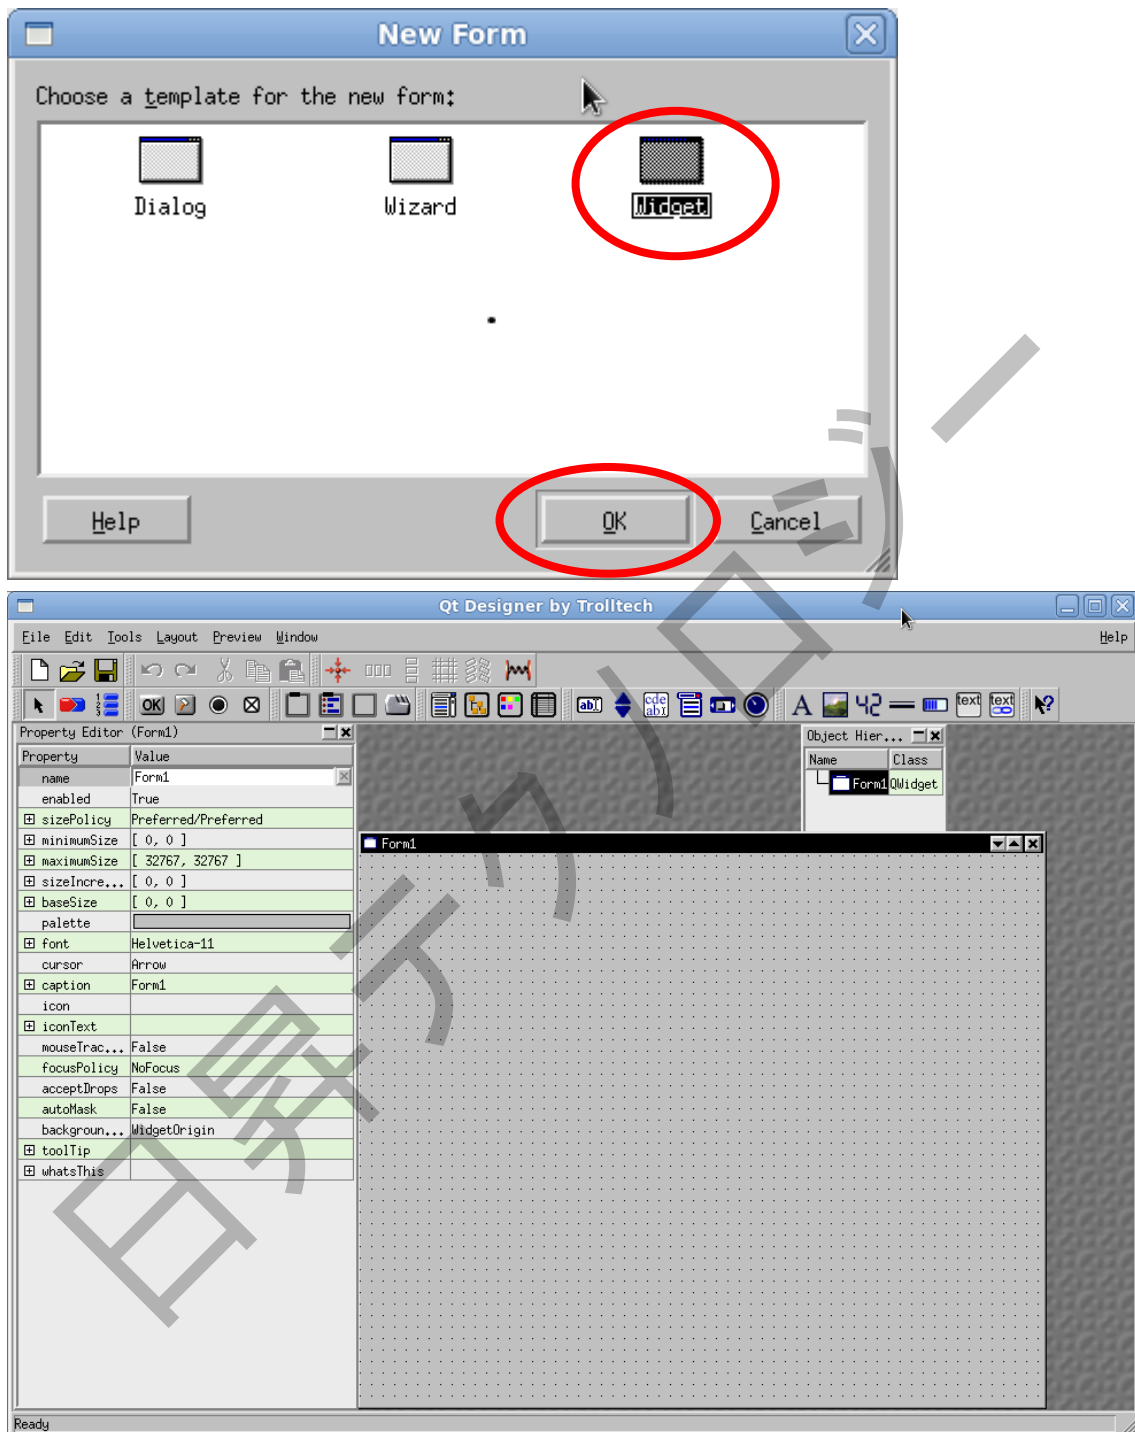 New Form
Choose a template for the new form:
Dialog
Wizard
Widget
Help
OK
Cancel
Qt Designer by Trolltech
File Edit Tools Layout Preview Window Help
Property Editor (Form1)
Property Value
name Form1
enabled True
sizePolicy Preferred/Preferred
minimumSize [ 0, 0 ]
maximumSize [ 32767, 32767 ]
sizeIncre... [ 0, 0 ]
baseSize [ 0, 0 ]
palette
font Helvetica-11
cursor Arrow
caption Form1
icon
iconText
mouseTrac... False
focusPolicy NoFocus
acceptDrops False
autoMask False
backgroun... WidgetOrigin
toolTip
whatsThis
Object Hier...
Name Class
Form1 QWidget
Form1
Ready
日昇テクノロジー